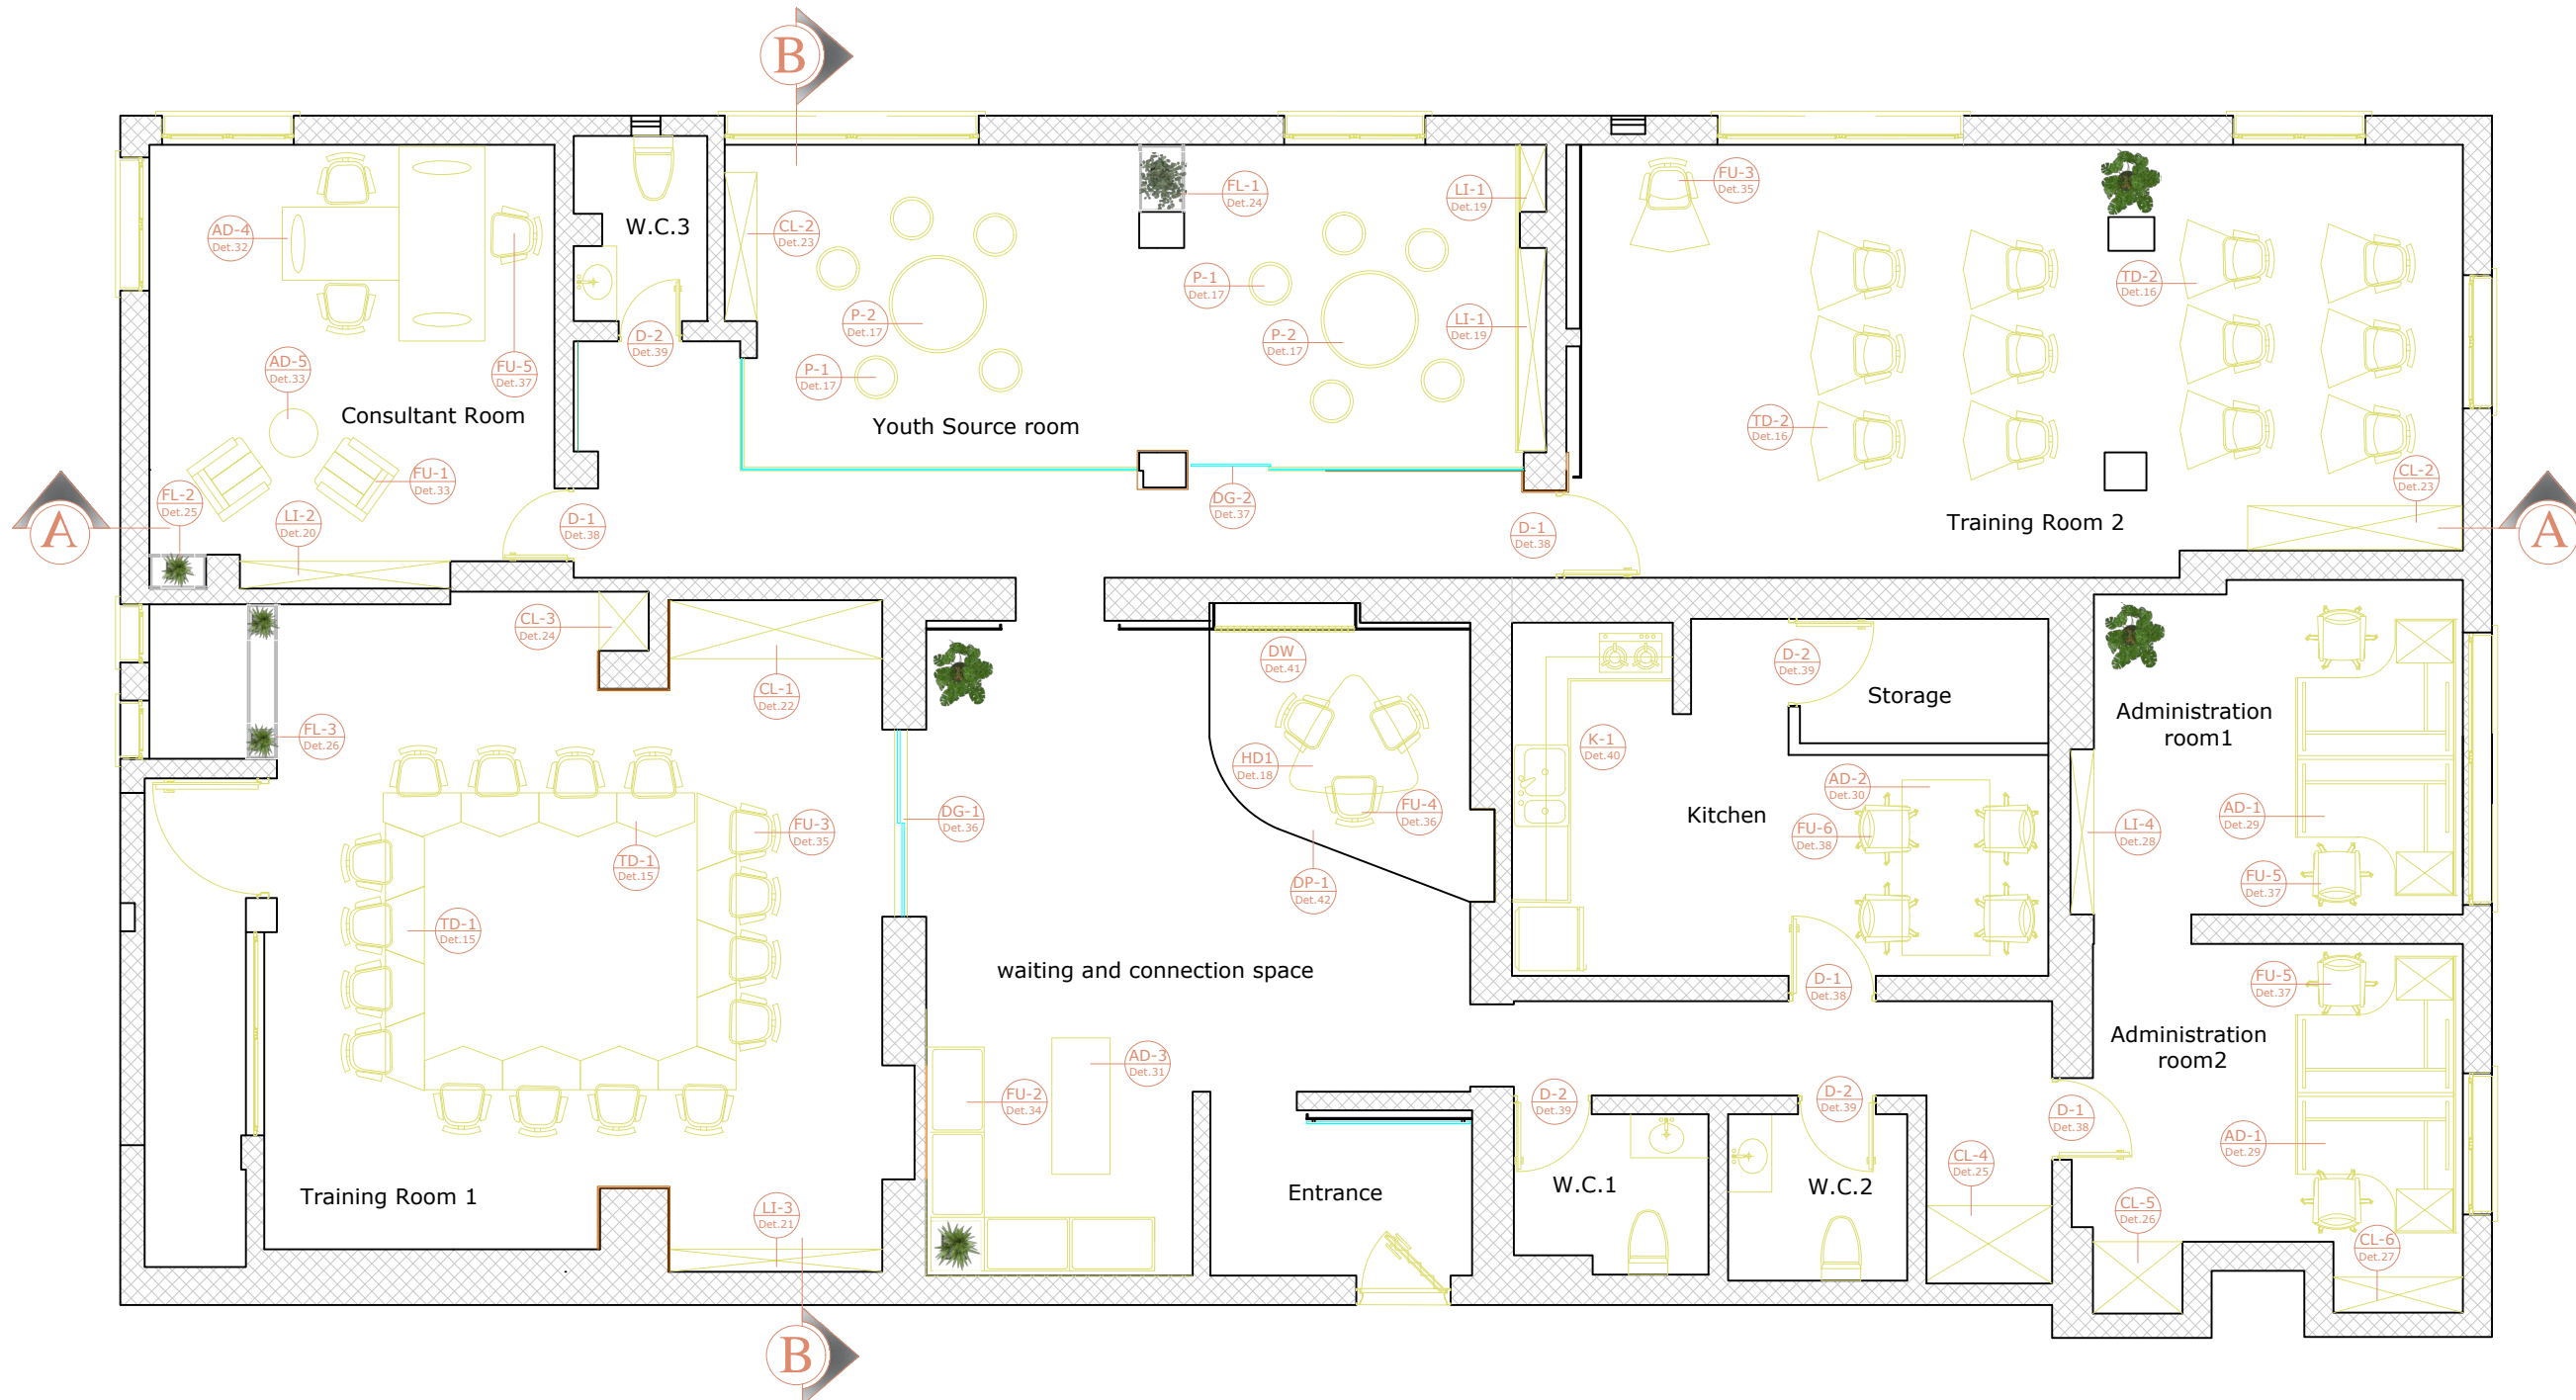 B
W.C.3
FU-3
Det.35
FL-1
Det.24
LI-1
Det.19
AD-4
Det.32
CL-2
Det.23
FU-5
Det.37
D-2
Det.39
P-2
Det.17
P-1
Det.17
P-2
Det.17
LI-1
Det.19
TD-2
Det.16
AD-5
Det.33
P-1
Det.17
Consultant Room
Youth Source room
TD-2
Det.16
FL-2
Det.25
FU-1
Det.33
LI-2
Det.20
D-1
Det.38
DG-2
Det.37
D-1
Det.38
CL-2
Det.23
Training Room 2
A
A
CL-3
Det.24
CL-1
Det.22
DW
Det.41
D-2
Det.39
Storage
Administration
room1
FL-3
Det.26
HD1
Det.18
K-1
Det.40
AD-2
Det.30
Kitchen
FU-3
Det.35
DG-1
Det.36
FU-4
Det.36
FU-6
Det.38
LI-4
Det.28
AD-1
Det.29
TD-1
Det.15
DP-1
Det.42
FU-5
Det.37
TD-1
Det.15
waiting and connection space
D-1
Det.38
FU-5
Det.37
Administration
room2
AD-3
Det.31
FU-2
Det.34
D-2
Det.39
D-2
Det.39
D-1
Det.38
AD-1
Det.29
CL-4
Det.25
Training Room 1
Entrance
W.C.1
W.C.2
LI-3
Det.21
CL-5
Det.26
CL-6
Det.27
B